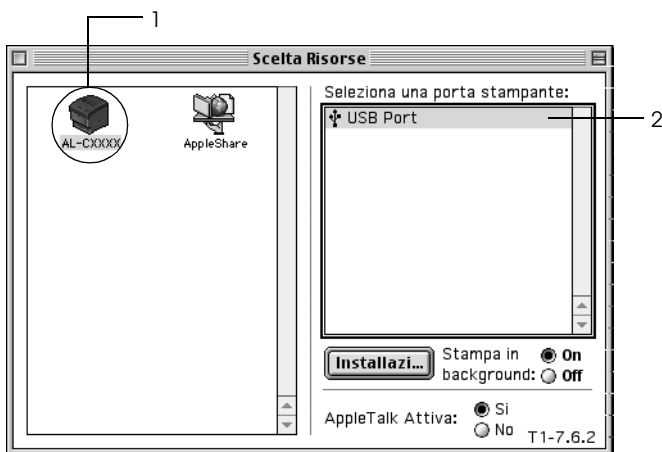 1
Scelta Risorse
AL-CXXXX
AppleShare
Seleziona una porta stampante:
USB Port
2
Installazi...
Stampa in
background:
On
Off
AppleTalk Attiva:
Si
No
T1-7.6.2